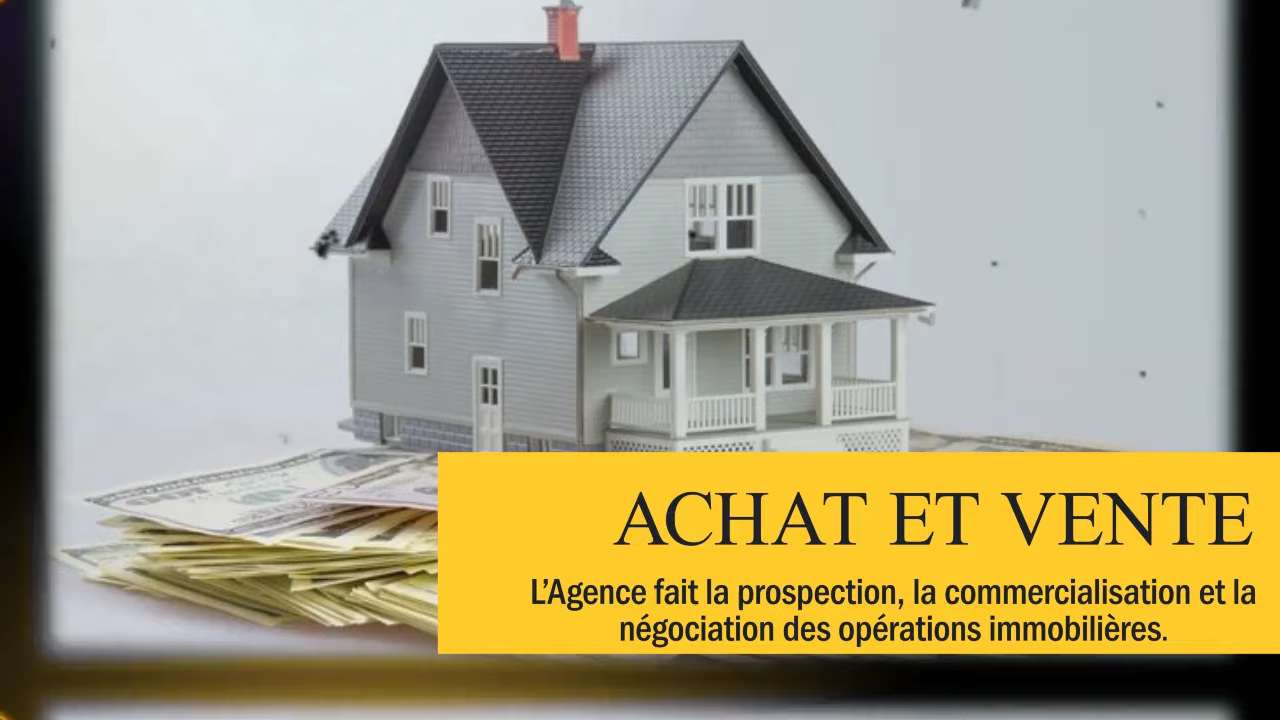 ACHAT ET VENTE
L’Agence fait la prospection, la commercialisation et la
négociation des opérations immobilières.